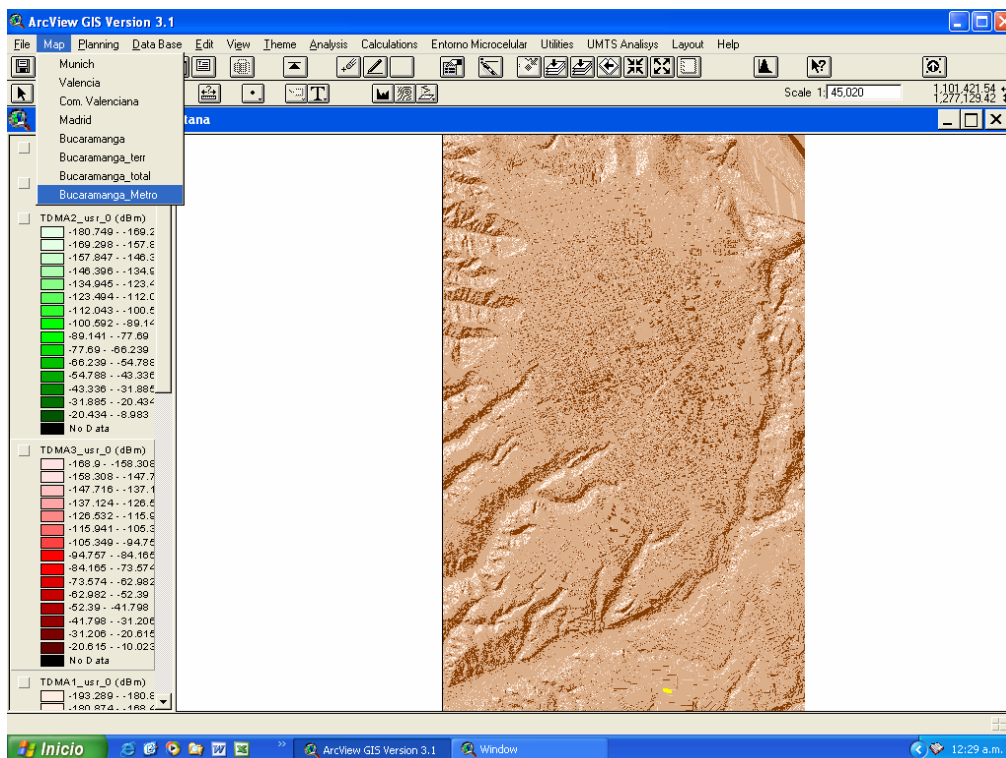 ArcView GIS Version 3.1
File Map Planning Data Base Edit View Theme Analysis Calculations Entorno Microcelular Utilities UMTS Analisys Layout Help
Munich
Valencia
Com. Valenciana
Madrid
Bucaramanga
Bucaramanga_terr
Bucaramanga_total
Bucaramanga_Metro
T
Scale 1: 45,020
1,101,421.54
1,277,129.42
tana
TDMA2_usr_0 (dBm)
-180.749 - -169.2
-169.298 - -157.8
-157.847 - -146.3
-146.396 - -134.9
-134.945 - -123.4
-123.494 - -112.0
-112.043 - -100.5
-100.592 - -89.14
-89.141 - -77.69
-77.69 - -66.239
-66.239 - -54.788
-54.788 - -43.336
-43.336 - -31.885
-31.885 - -20.434
-20.434 - -8.983
No Data
TDMA3_usr_0 (dBm)
-168.9 - -158.308
-158.308 - -147.7
-147.716 - -137.1
-137.124 - -126.5
-126.532 - -115.9
-115.941 - -105.3
-105.349 - -94.75
-94.757 - -84.165
-84.165 - -73.574
-73.574 - -62.982
-62.982 - -52.39
-52.39 - -41.798
-41.798 - -31.206
-31.206 - -20.615
-20.615 - -10.023
No Data
TDMA1_usr_0 (dBm)
-193.289 - -180.8
Inicio
ArcView GIS Version 3.1
Window
12:29 a.m.